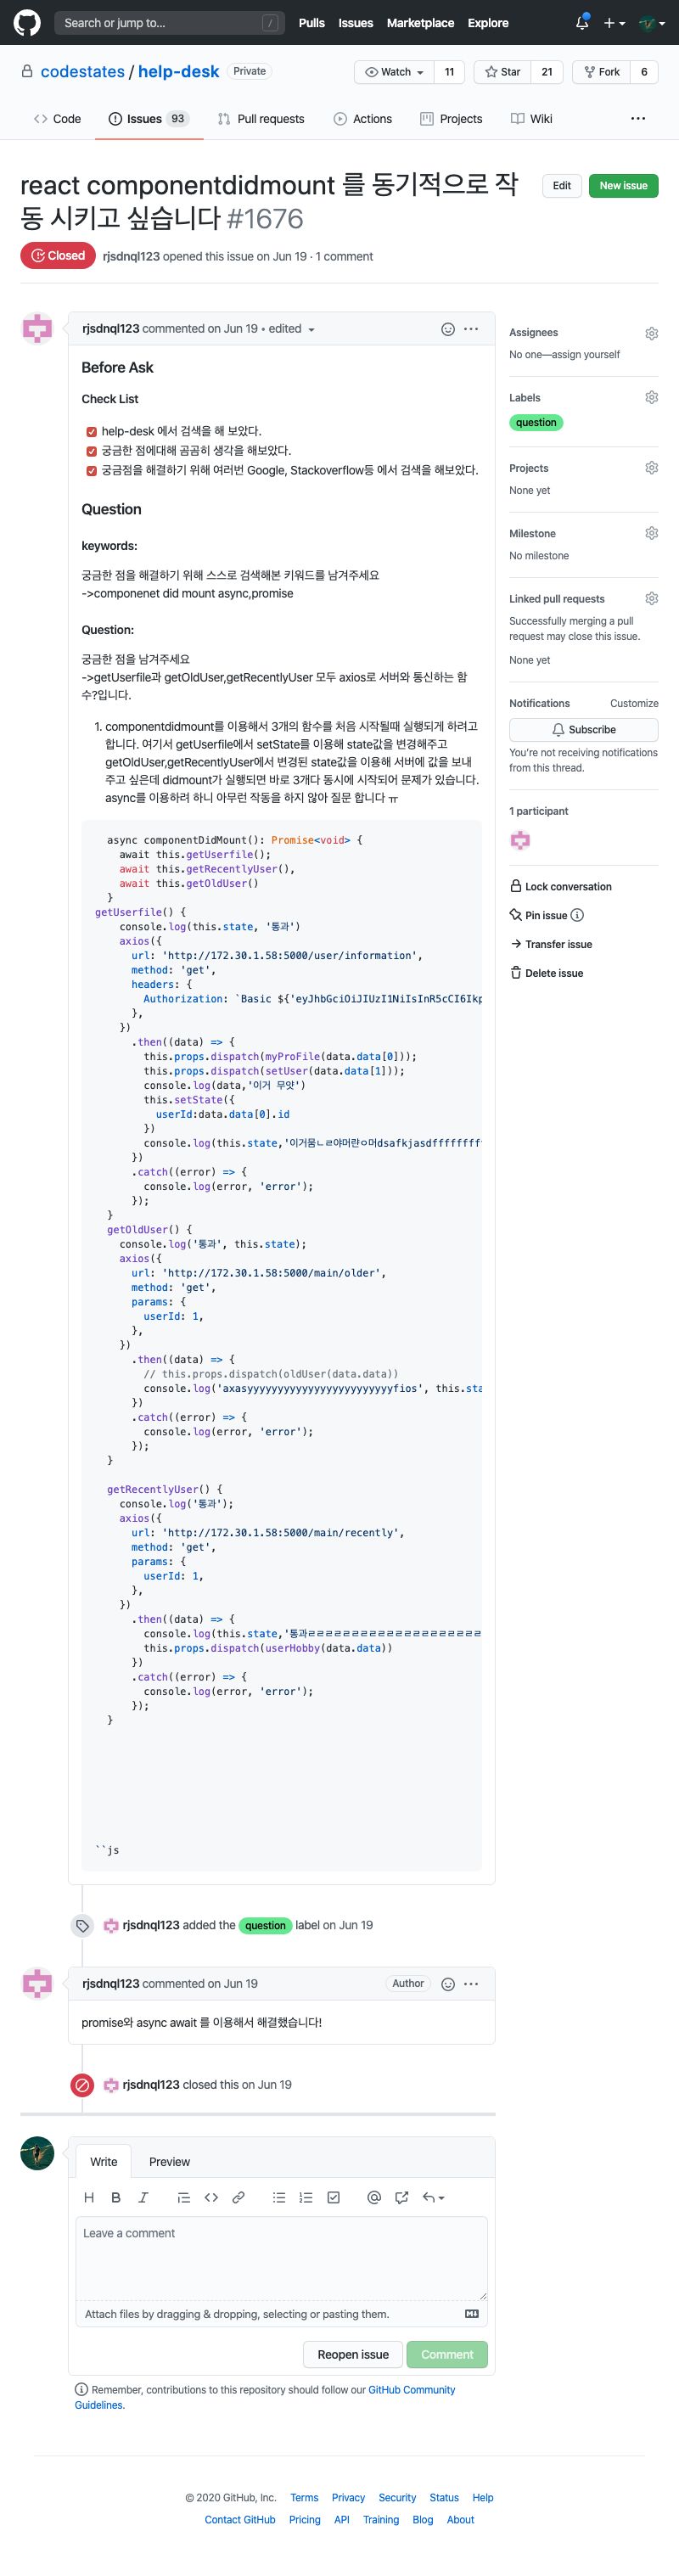 Search or jump to... /
Pulls Issues Marketplace Explore
codestates / help-desk Private
Watch 11 Star 21 Fork 6
Code Issues 93 Pull requests Actions Projects Wiki ...
react componentdidmount 를 동기적으로 작
동 시키고 싶습니다 #1676
Edit New issue
Closed rjsdnql123 opened this issue on Jun 19 · 1 comment
rjsdnql123 commented on Jun 19 • edited
Before Ask
Check List
help-desk 에서 검색을 해 보았다.
궁금한 점에대해 곰곰히 생각을 해보았다.
궁금점을 해결하기 위해 여러번 Google, Stackoverflow등 에서 검색을 해보았다.
Question
keywords:
궁금한 점을 해결하기 위해 스스로 검색해본 키워드를 남겨주세요
->componenet did mount async,promise
Question:
궁금한 점을 남겨주세요
->getUserfile과 getOldUser,getRecentlyUser 모두 axios로 서버와 통신하는 함
수?입니다.
1. componentdidmount를 이용해서 3개의 함수를 처음 시작될때 실행되게 하려고
합니다. 여기서 getUserfile에서 setState를 이용해 state값을 변경해주고
getOldUser,getRecentlyUser에서 변경된 state값을 이용해 서버에 값을 보내
주고 싶은데 didmount가 실행되면 바로 3개다 동시에 시작되어 문제가 있습니다.
async를 이용하려 하니 아무런 작동을 하지 않아 질문 합니다 ㅠ
async componentDidMount(): Promise<void> {
await this.getUserfile();
await this.getRecentlyUser(),
await this.getOldUser()
}
getUserfile() {
console.log(this.state, '통과')
axios({
url: 'http://172.30.1.58:5000/user/information',
method: 'get',
headers: {
Authorization: `Basic ${'eyJhbGciOiJIUzI1NiIsInR5cCI6Ikp
},
})
.then((data) => {
this.props.dispatch(myProFile(data.data[0]));
this.props.dispatch(setUser(data.data[1]));
console.log(data,'이거 무얏')
this.setState({
userId:data.data[0].id
})
console.log(this.state,
})
.catch((error) => {
console.log(error, 'error');
});
}
getOldUser() {
console.log('통과', this.state);
axios({
url: 'http://172.30.1.58:5000/main/older',
method: 'get',
params: {
userId: 1,
},
})
.then((data) => {
// this.props.dispatch(oldUser(data.data))
console.log('axasyyyyyyyyyyyyyyyyyyyyyyyyfios', this.sta
})
.catch((error) => {
console.log(error, 'error');
});
}
getRecentlyUser() {
console.log('통과');
axios({
url: 'http://172.30.1.58:5000/main/recently',
method: 'get',
params: {
userId: 1,
},
})
.then((data) => {
console.log(this.state,'통과ㄹㄹㄹㄹㄹㄹㄹㄹㄹㄹㄹㄹㄹㄹㄹㄹㄹㄹㄹㄹ
this.props.dispatch(userHobby(data.data))
})
.catch((error) => {
console.log(error, 'error');
});
}
``js
Assignees
No one—assign yourself
Labels
question
Projects
None yet
Milestone
No milestone
Linked pull requests
Successfully merging a pull
request may close this issue.
None yet
Notifications Customize
Subscribe
You're not receiving notifications
from this thread.
1 participant
Lock conversation
Pin issue
Transfer issue
Delete issue
rjsdnql123 added the question label on Jun 19
rjsdnql123 commented on Jun 19 Author
promise와 async await 를 이용해서 해결했습니다!
rjsdnql123 closed this on Jun 19
Write Preview
Leave a comment
Attach files by dragging & dropping, selecting or pasting them.
Reopen issue Comment
Remember, contributions to this repository should follow our GitHub Community
Guidelines.
© 2020 GitHub, Inc. Terms Privacy Security Status Help
Contact GitHub Pricing API Training Blog About